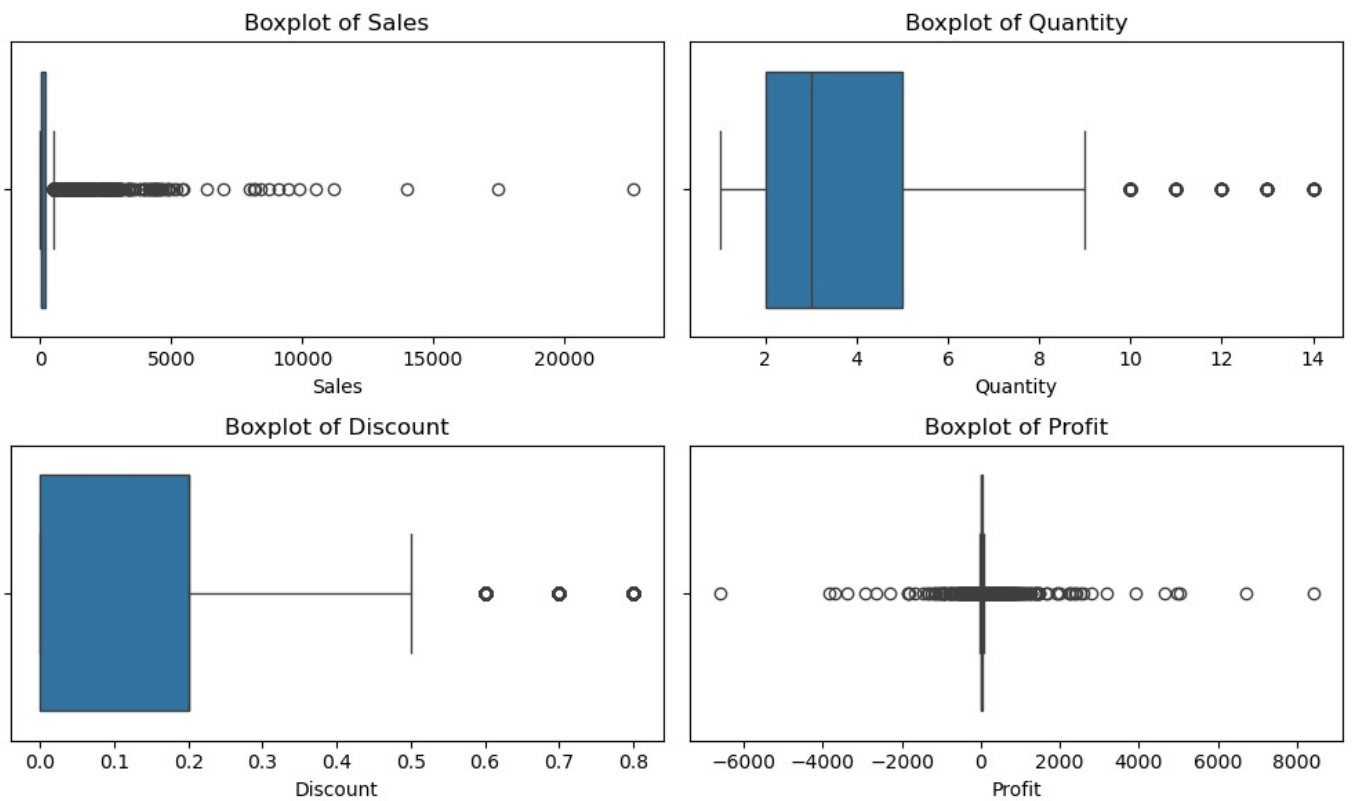 Boxplot of Sales
0 5000 10000 15000 20000
Sales
Boxplot of Quantity
2 4 6 8 10 12 14
Quantity
Boxplot of Discount
0.0 0.1 0.2 0.3 0.4 0.5 0.6 0.7 0.8
Discount
Boxplot of Profit
−6000 −4000 −2000 0 2000 4000 6000 8000
Profit